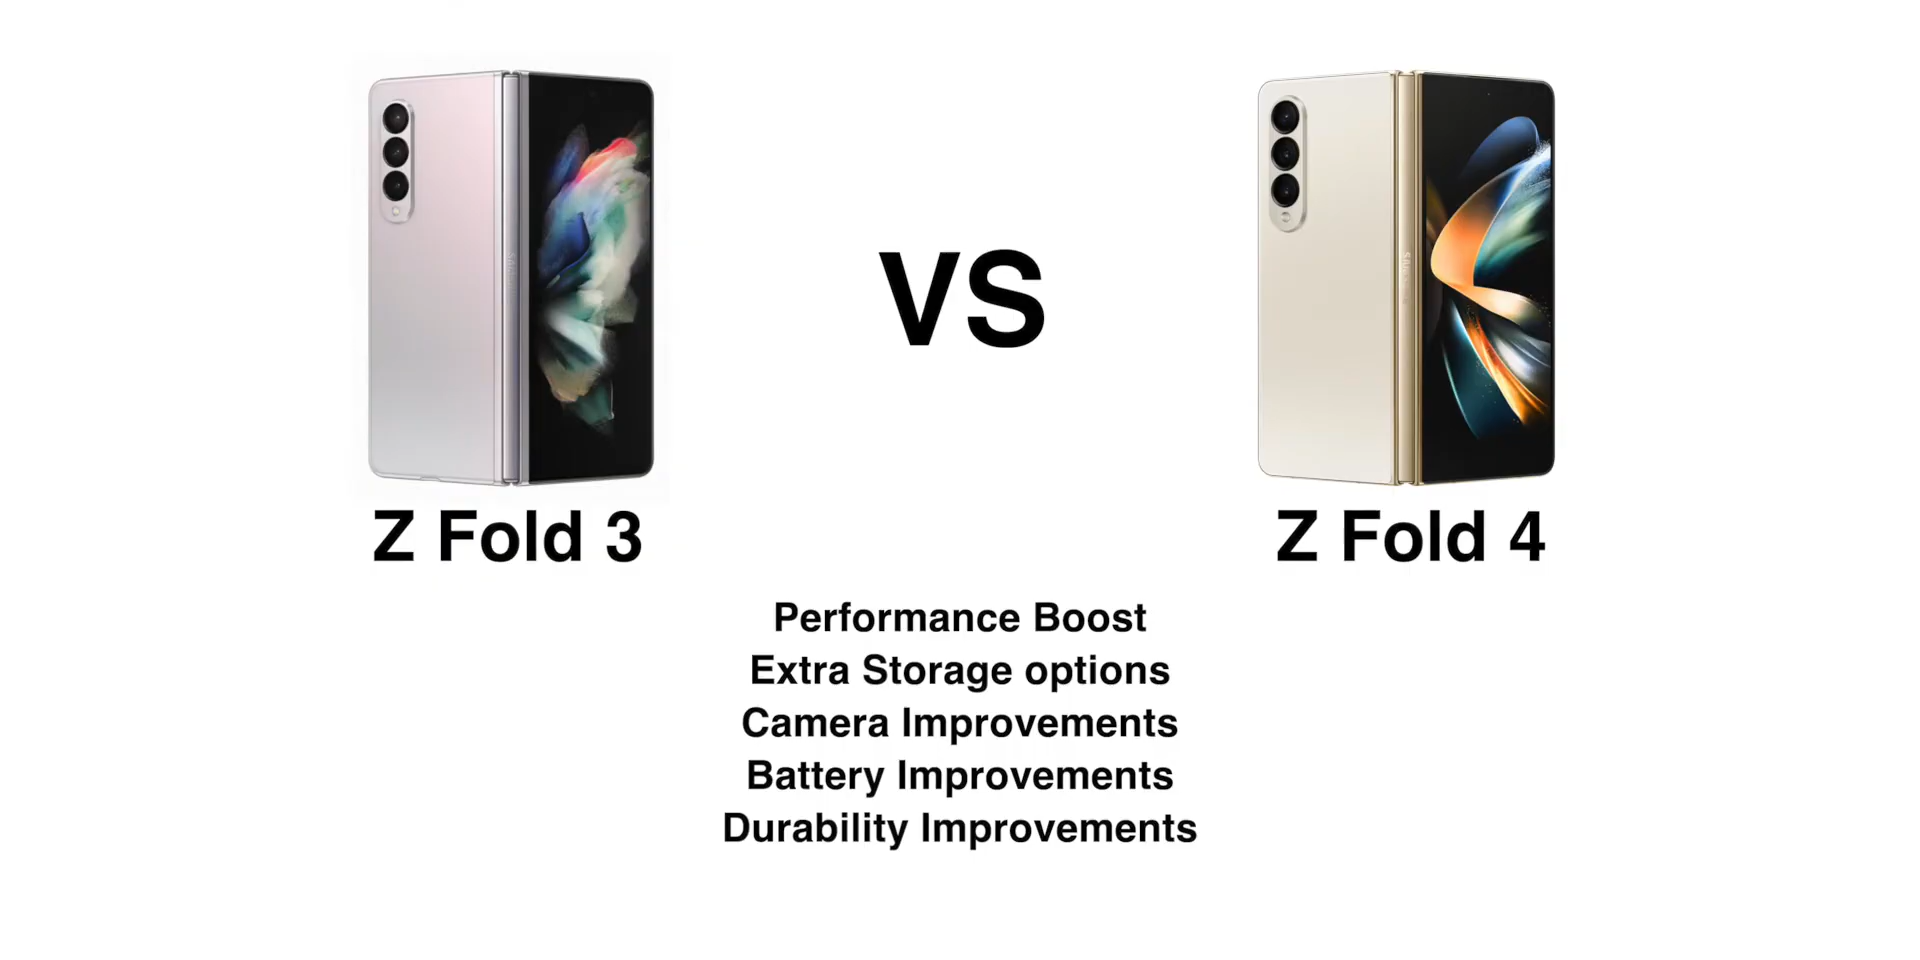 VS
Z Fold 3
Z Fold 4
Performance Boost
Extra Storage options
Camera Improvements
Battery Improvements
Durability Improvements